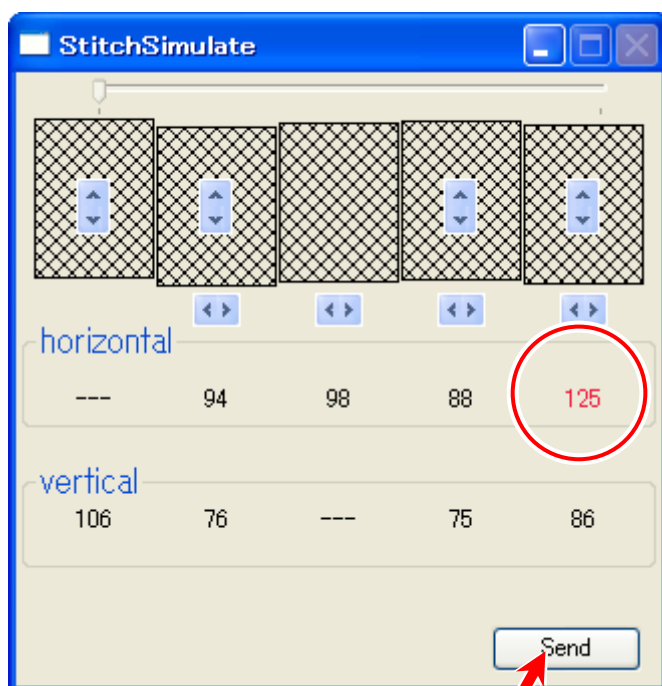 StitchSimulate
horizontal
--- 94 98 88 125
vertical
106 76 --- 75 86
Send